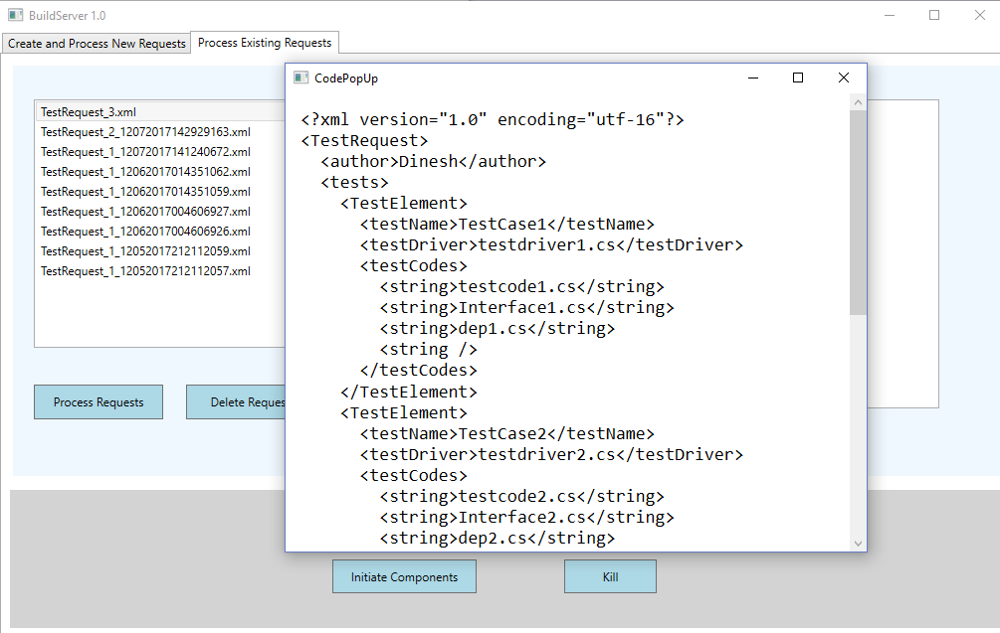 BuildServer 1.0
Create and Process New Requests
Process Existing Requests
TestRequest_3.xml
TestRequest_2_12072017142929163.xml
TestRequest_1_12072017141240672.xml
TestRequest_1_12062017014351062.xml
TestRequest_1_12062017014351059.xml
TestRequest_1_12062017004606927.xml
TestRequest_1_12062017004606926.xml
TestRequest_1_12052017212112059.xml
TestRequest_1_12052017212112057.xml
Process Requests
Delete Reques
CodePopUp
<?xml version="1.0" encoding="utf-16"?>
<TestRequest>
  <author>Dinesh</author>
  <tests>
    <TestElement>
      <testName>TestCase1</testName>
      <testDriver>testdriver1.cs</testDriver>
      <testCodes>
        <string>testcode1.cs</string>
        <string>Interface1.cs</string>
        <string>dep1.cs</string>
        <string />
      </testCodes>
    </TestElement>
    <TestElement>
      <testName>TestCase2</testName>
      <testDriver>testdriver2.cs</testDriver>
      <testCodes>
        <string>testcode2.cs</string>
        <string>Interface2.cs</string>
        <string>dep2.cs</string>
Initiate Components
Kill